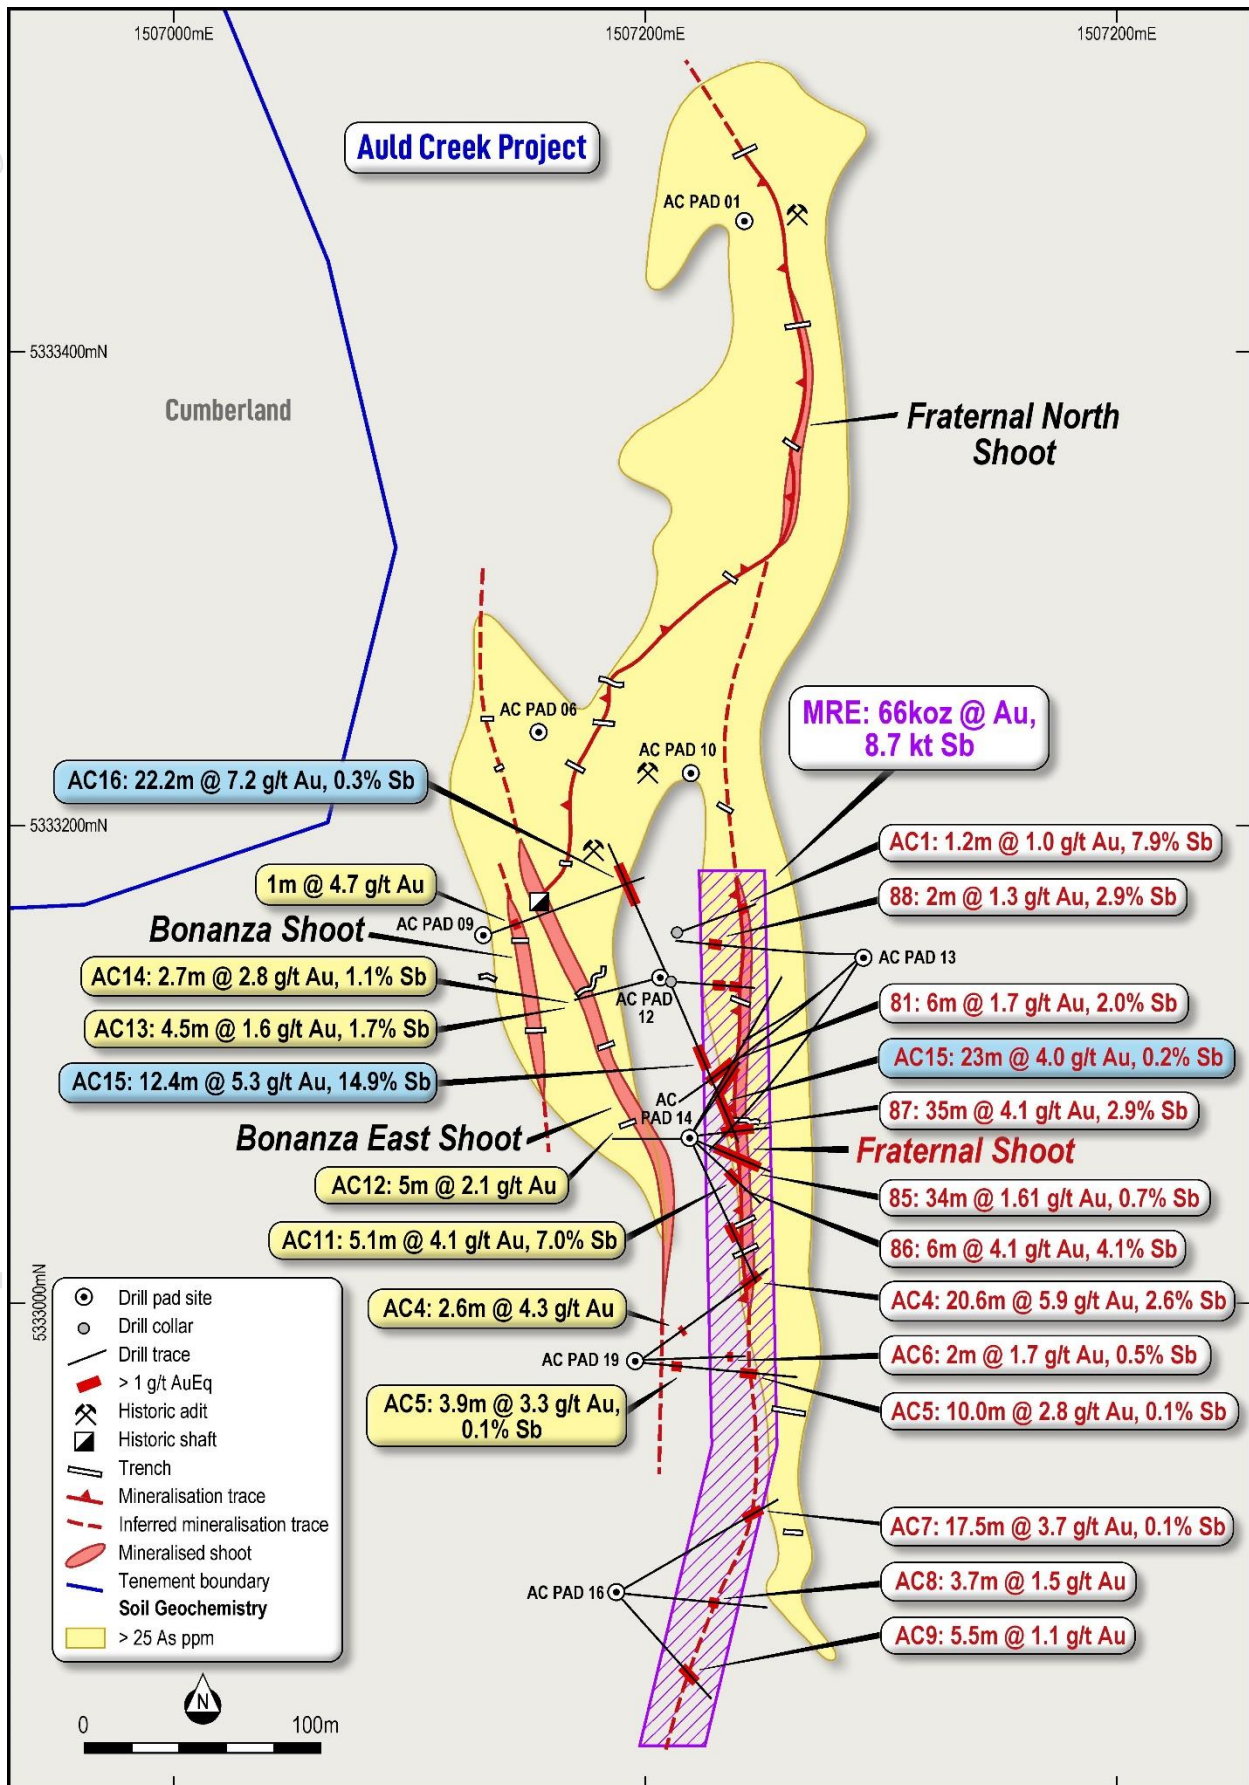 1507000mE
1507200mE
1507200mE
Auld Creek Project
AC PAD 01
5333400mN
Cumberland
Fraternal North
Shoot
AC PAD 06
AC PAD 10
MRE: 66koz @ Au,
8.7 kt Sb
AC16: 22.2m @ 7.2 g/t Au, 0.3% Sb
5333200mN
AC1: 1.2m @ 1.0 g/t Au, 7.9% Sb
1m @ 4.7 g/t Au
88: 2m @ 1.3 g/t Au, 2.9% Sb
AC PAD 09
Bonanza Shoot
AC PAD 13
AC14: 2.7m @ 2.8 g/t Au, 1.1% Sb
AC PAD
12
81: 6m @ 1.7 g/t Au, 2.0% Sb
AC13: 4.5m @ 1.6 g/t Au, 1.7% Sb
AC15: 23m @ 4.0 g/t Au, 0.2% Sb
AC15: 12.4m @ 5.3 g/t Au, 14.9% Sb
AC
PAD 14
87: 35m @ 4.1 g/t Au, 2.9% Sb
Bonanza East Shoot
Fraternal Shoot
AC12: 5m @ 2.1 g/t Au
85: 34m @ 1.61 g/t Au, 0.7% Sb
AC11: 5.1m @ 4.1 g/t Au, 7.0% Sb
86: 6m @ 4.1 g/t Au, 4.1% Sb
5333000mN
AC4: 2.6m @ 4.3 g/t Au
AC4: 20.6m @ 5.9 g/t Au, 2.6% Sb
AC PAD 19
AC6: 2m @ 1.7 g/t Au, 0.5% Sb
AC5: 3.9m @ 3.3 g/t Au,
0.1% Sb
AC5: 10.0m @ 2.8 g/t Au, 0.1% Sb
AC7: 17.5m @ 3.7 g/t Au, 0.1% Sb
AC PAD 16
AC8: 3.7m @ 1.5 g/t Au
AC9: 5.5m @ 1.1 g/t Au
Drill pad site
Drill collar
Drill trace
> 1 g/t AuEq
Historic adit
Historic shaft
Trench
Mineralisation trace
Inferred mineralisation trace
Mineralised shoot
Tenement boundary
Soil Geochemistry
> 25 As ppm
N
0
100m